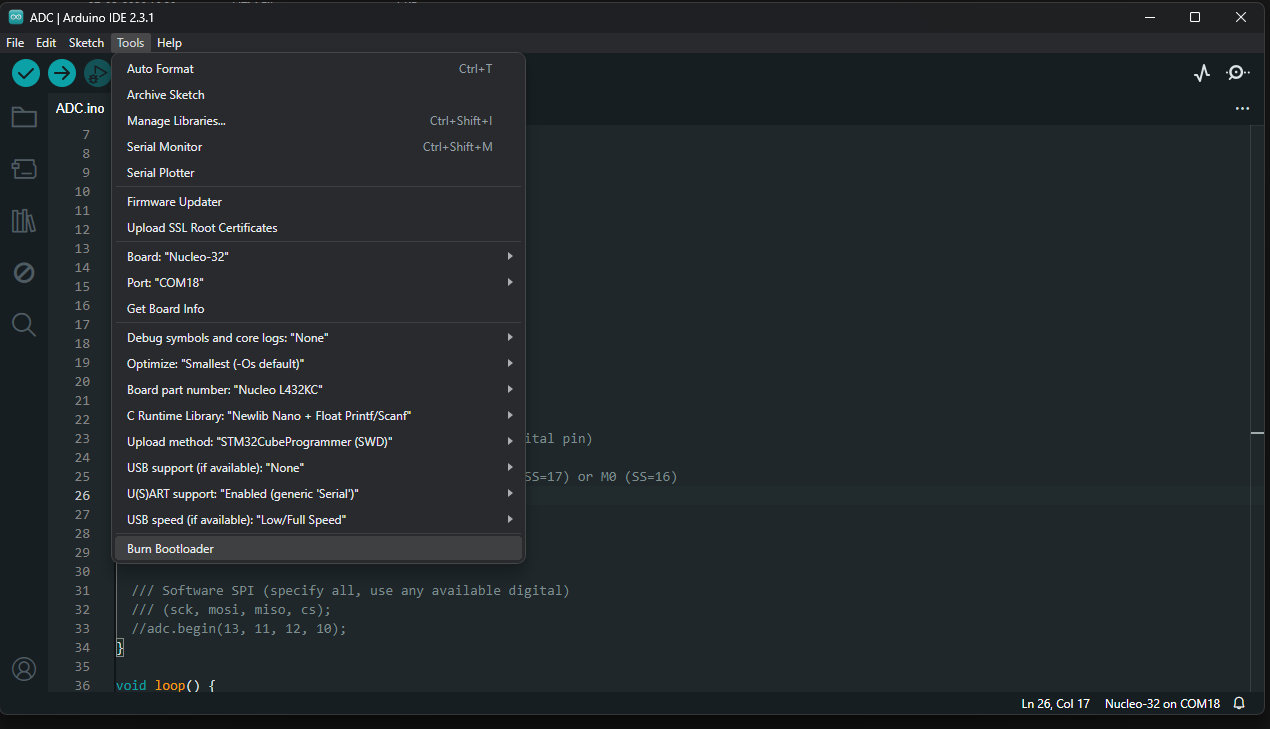 ADC | Arduino IDE 2.3.1
File Edit Sketch Tools Help
Auto Format Ctrl+T
Archive Sketch
Manage Libraries... Ctrl+Shift+I
Serial Monitor Ctrl+Shift+M
Serial Plotter
Firmware Updater
Upload SSL Root Certificates
Board: "Nucleo-32"
Port: "COM18"
Get Board Info
Debug symbols and core logs: "None"
Optimize: "Smallest (-Os default)"
Board part number: "Nucleo L432KC"
C Runtime Library: "Newlib Nano + Float Printf/Scanf"
Upload method: "STM32CubeProgrammer (SWD)"
USB support (if available): "None"
U(S)ART support: "Enabled (generic 'Serial')"
USB speed (if available): "Low/Full Speed"
Burn Bootloader
ADC.ino
7
8
9
10
11
12
13
14
15
16
17
18
19
20
21
22
23 ital pin)
24
25 SS=17) or M0 (SS=16)
26
27
28
29
30
31 /// Software SPI (specify all, use any available digital)
32 /// (sck, mosi, miso, cs);
33 //adc.begin(13, 11, 12, 10);
34 }
35
36 void loop() {
Ln 26, Col 17 Nucleo-32 on COM18